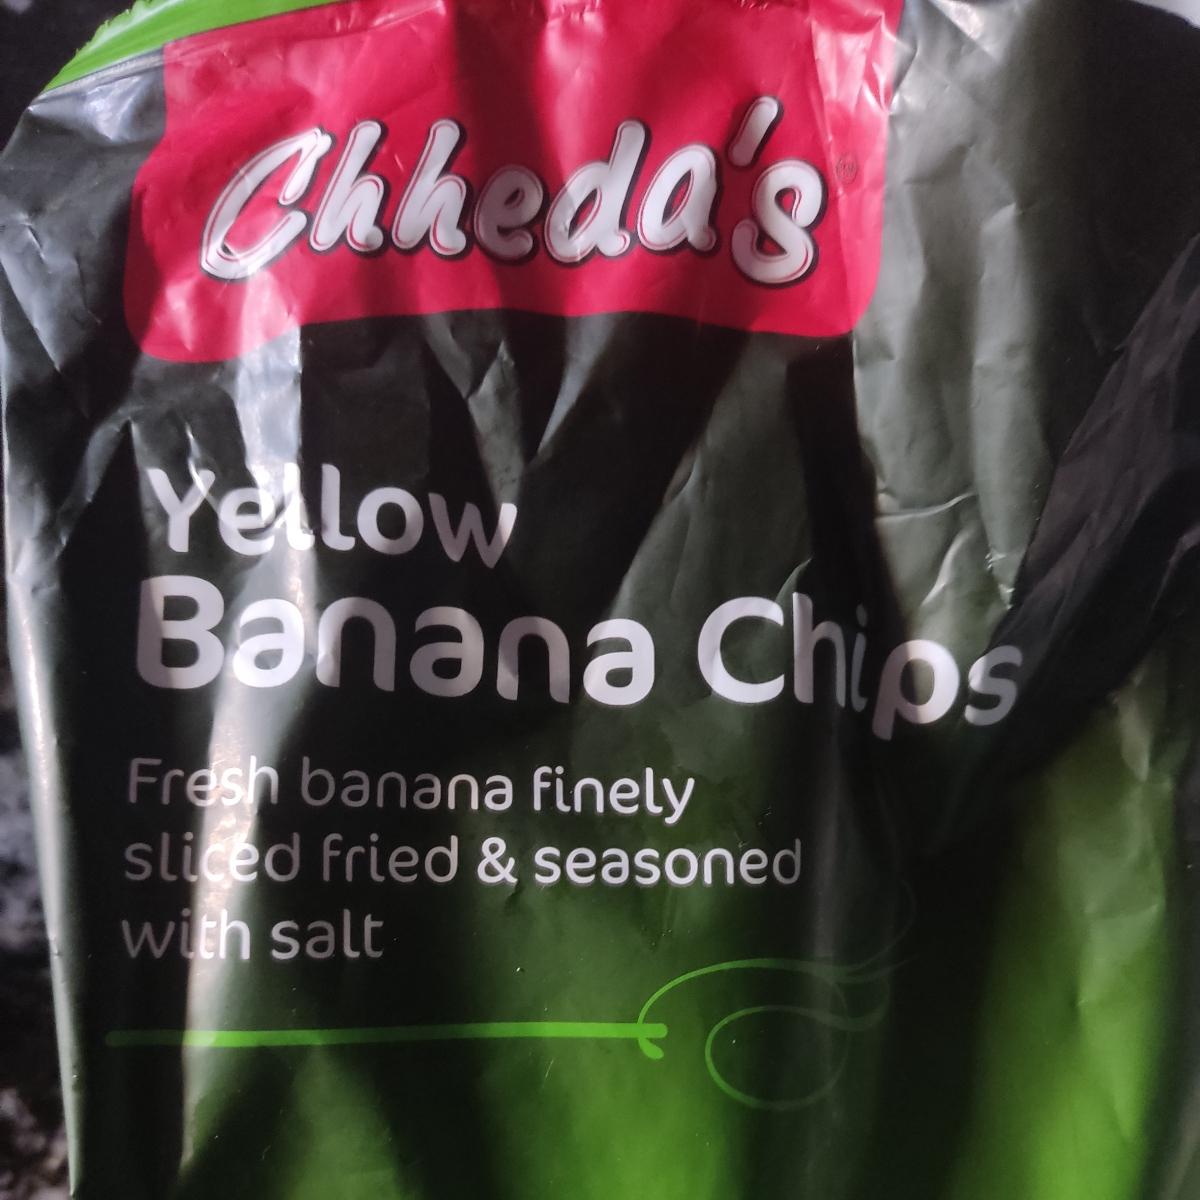 Chheda's
Yellow
Banana Chips
Fresh banana finely
sliced fried & seasoned
with salt